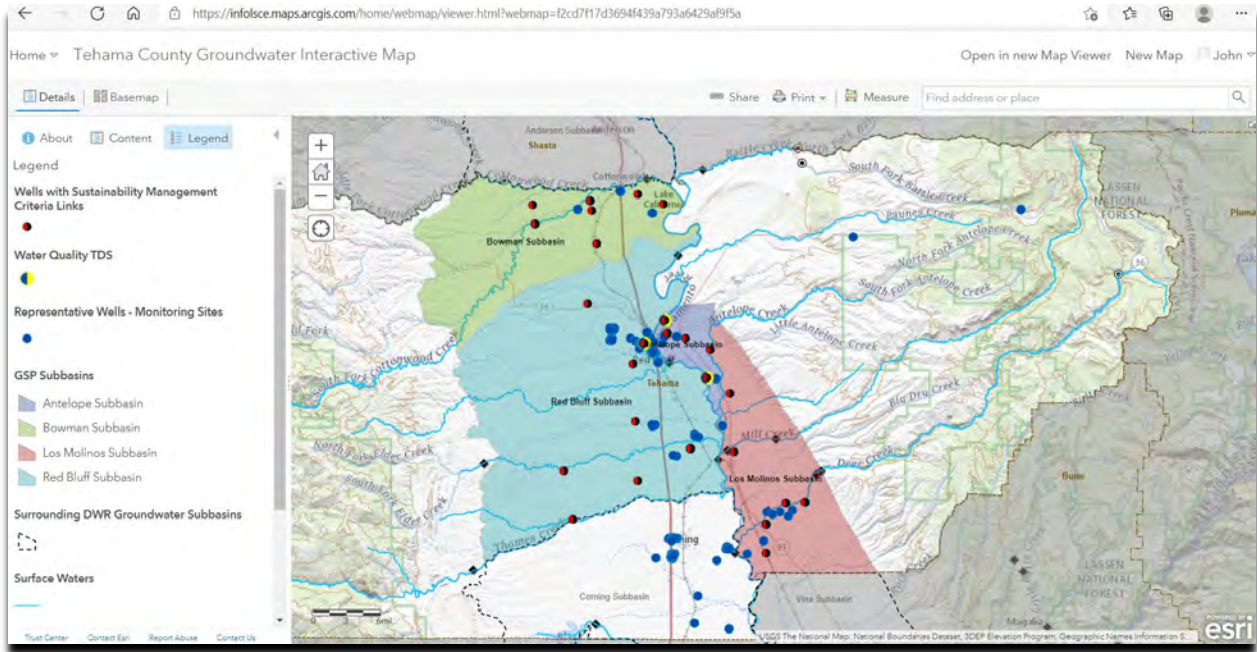 https://infolsce.maps.arcgis.com/home/webmap/viewer.html?webmap=f2cd7f17d3694f439a793a6429af9f5a
Home Tehama County Groundwater Interactive Map
Open in new Map Viewer New Map John
Details Basemap
Share Print Measure Find address or place
About Content Legend
Legend
Wells with Sustainability Management
Criteria Links
Water Quality TDS
Representative Wells - Monitoring Sites
GSP Subbasins
Antelope Subbasin
Bowman Subbasin
Los Molinos Subbasin
Red Bluff Subbasin
Surrounding DWR Groundwater Subbasins
Surface Waters
Trust Center Contact Esri Report Abuse Contact Us
Anderson Subbasin
Shasta
Battle Creek North Fork
Cottonwood Creek
Cottonwood
Lake
South Fork Battle Creek
LASSEN
NATIONAL
FOREST
Paynes Creek
Bowman Subbasin
North Fork Antelope Creek
36
South Fork Antelope Creek
36
Antelope Creek
Little Antelope Creek
South Fork Cottonwood Creek
Tehama
Red Bluff Subbasin
Big Dry Creek
Mill Creek
Deer Creek
Elder Creek
South Fork Elder Creek
Los Molinos Subbasin
Butte
Thomes Creek
99
LASSEN
NATIONAL
FOREST
Corning Subbasin
Vina Subbasin
Magalia
USGS The National Map: National Boundaries Dataset, 3DEP Elevation Program, Geographic Names Information S...
POWERED BY
esri